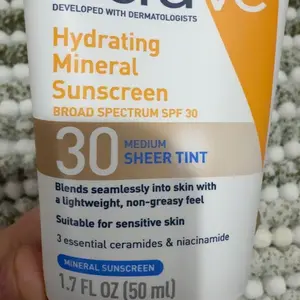 DEVELOPED WITH DERMATOLOGISTS
Hydrating
Mineral
Sunscreen
BROAD SPECTRUM SPF 30
30 MEDIUM
SHEER TINT
Blends seamlessly into skin with
a lightweight, non-greasy feel
Suitable for sensitive skin
3 essential ceramides & niacinamide
MINERAL SUNSCREEN
1.7 FL OZ (50 ml)